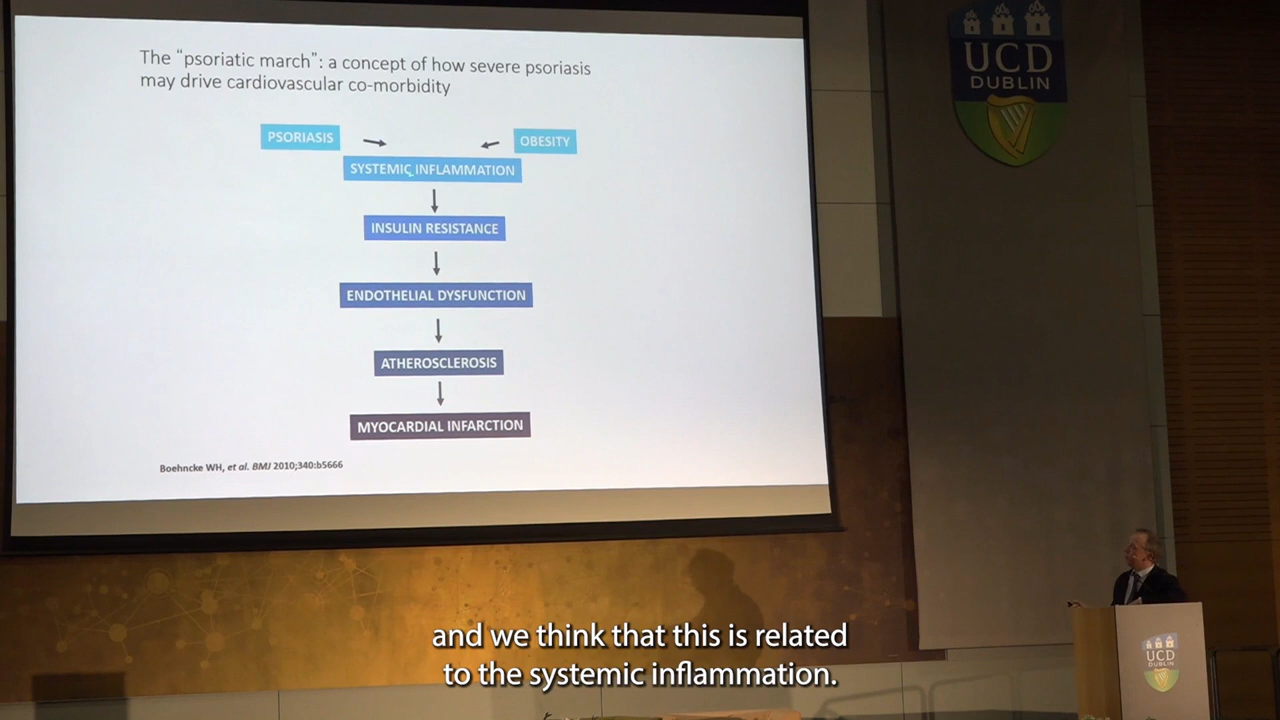 The “psoriatic march”: a concept of how severe psoriasis
may drive cardiovascular co-morbidity
PSORIASIS
OBESITY
SYSTEMIC INFLAMMATION
INSULIN RESISTANCE
ENDOTHELIAL DYSFUNCTION
ATHEROSCLEROSIS
MYOCARDIAL INFARCTION
Boehncke WH, et al. BMJ 2010;340:b5666
UCD
DUBLIN
UCD
DUBLIN
and we think that this is related
to the systemic inflammation.